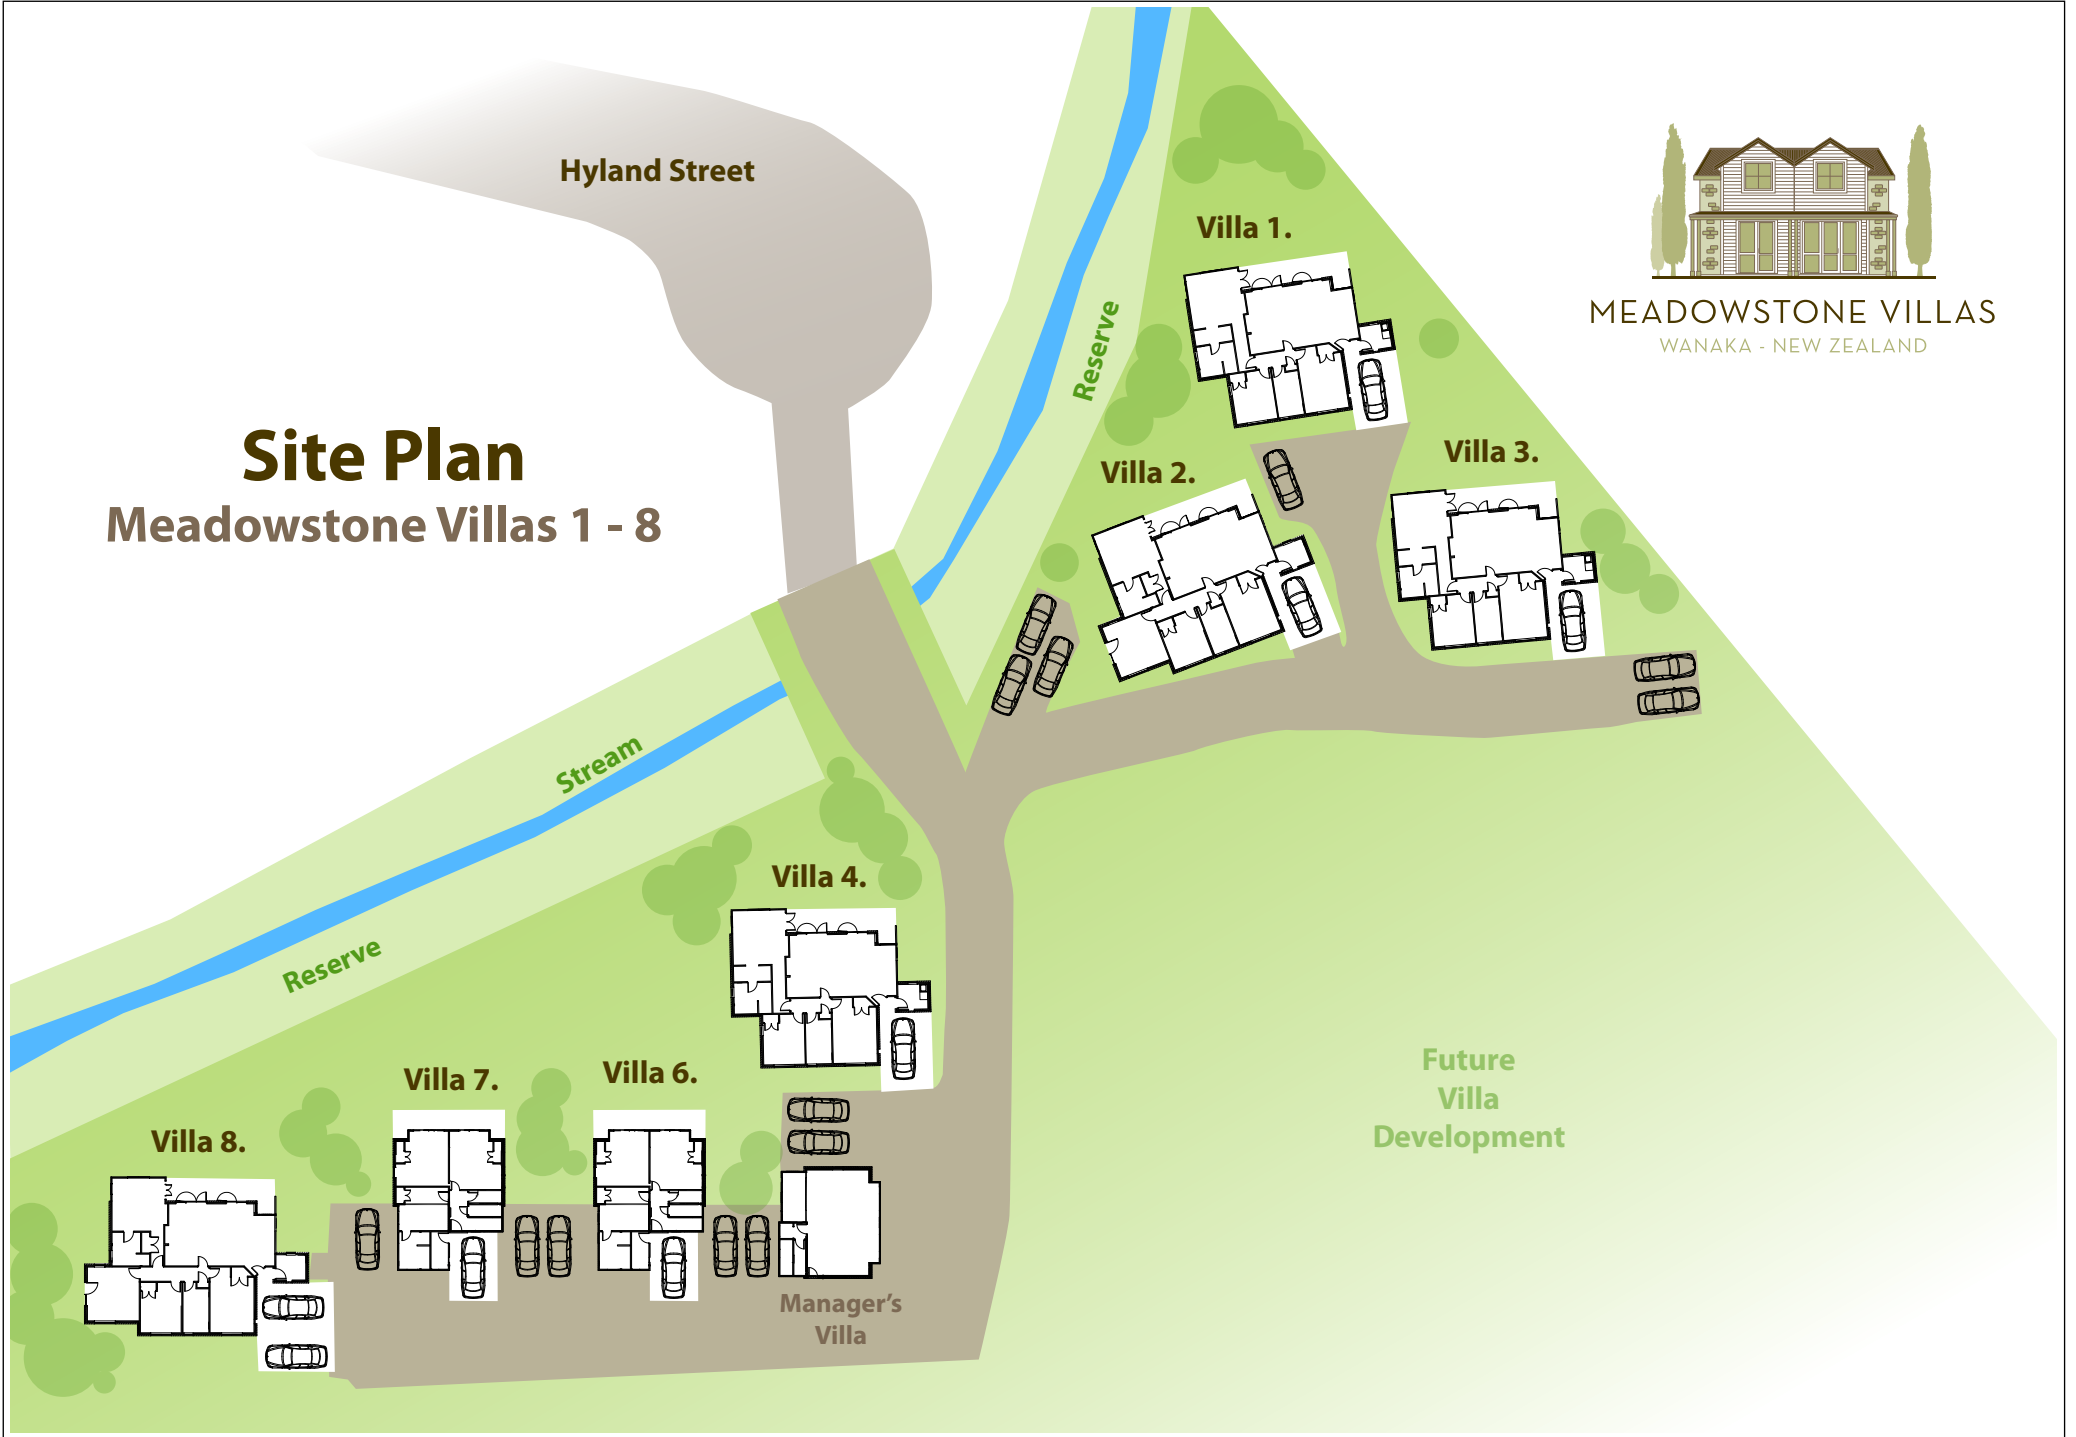 Hyland Street
MEADOWSTONE VILLAS
WANAKA - NEW ZEALAND
Site Plan
Meadowstone Villas 1 - 8
Reserve
Villa 1.
Villa 2.
Villa 3.
Stream
Reserve
Villa 4.
Villa 7.
Villa 6.
Villa 8.
Manager’s
Villa
Future
Villa
Development